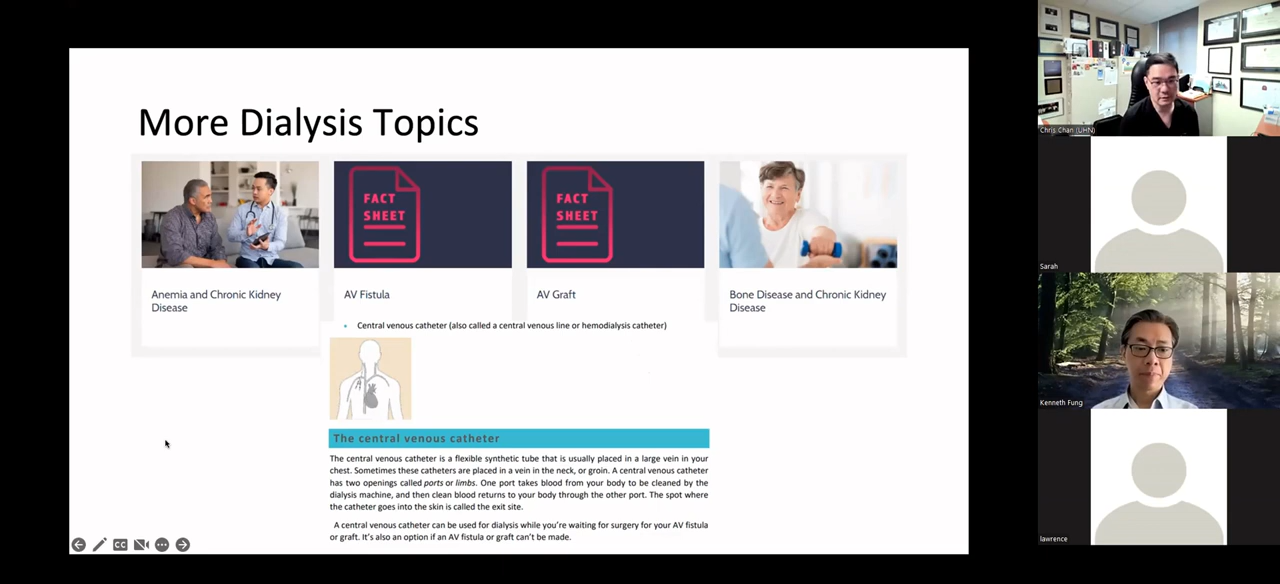 More Dialysis Topics
FACT
SHEET
FACT
SHEET
Anemia and Chronic Kidney
Disease
AV Fistula
AV Graft
Bone Disease and Chronic Kidney
Disease
• Central venous catheter (also called a central venous line or hemodialysis catheter)
The central venous catheter
The central venous catheter is a flexible synthetic tube that is usually placed in a large vein in your
chest. Sometimes these catheters are placed in a vein in the neck, or groin. A central venous catheter
has two openings called ports or limbs. One port takes blood from your body to be cleaned by the
dialysis machine, and then clean blood returns to your body through the other port. The spot where
the catheter goes into the skin is called the exit site.
A central venous catheter can be used for dialysis while you're waiting for surgery for your AV fistula
or graft. It's also an option if an AV fistula or graft can't be made.
CC
Chris Chan (UHN)
Sarah
Kenneth Fung
lawrence